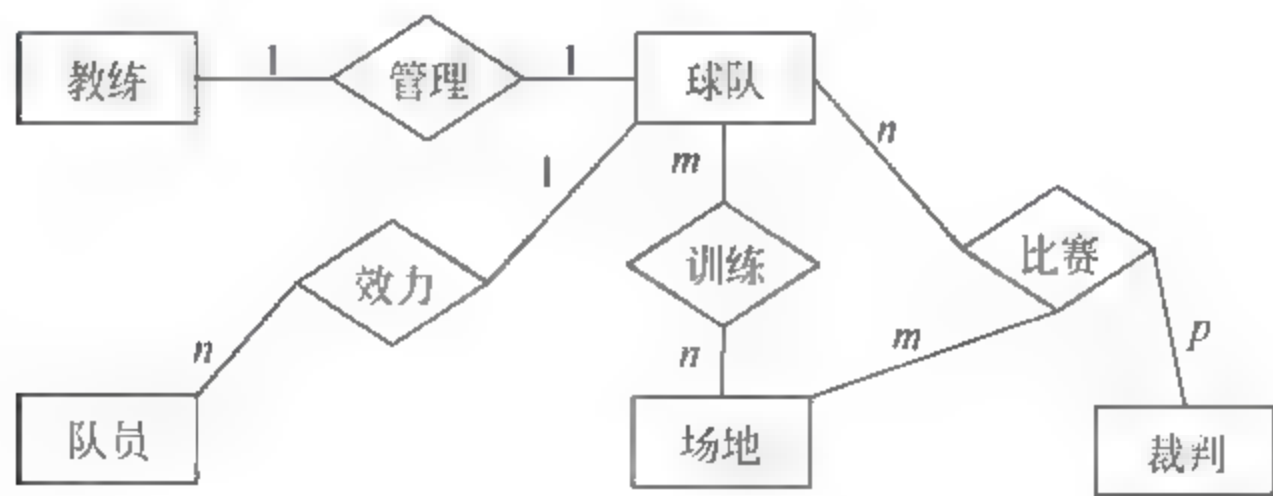 教练 1 管理 1 球队
n
m
1
效力 训练 比赛
n n m p
队员 场地 裁判